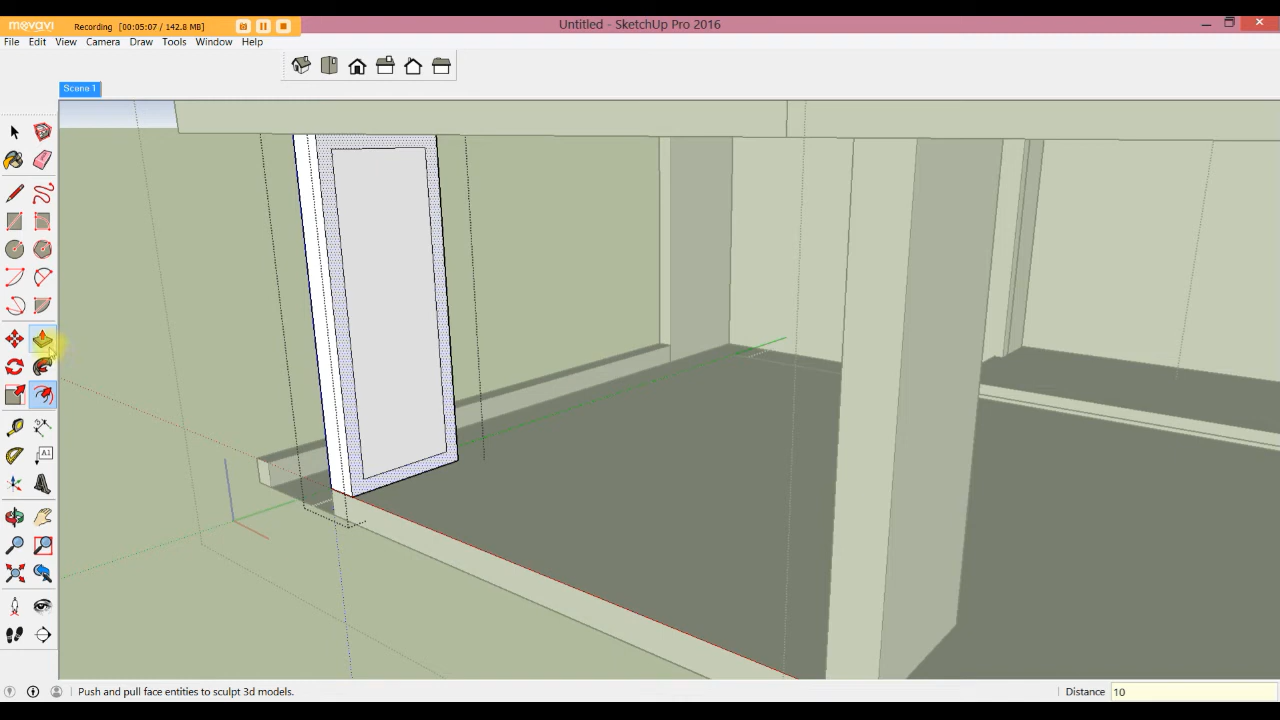 movavi
Recording [00:05:07 / 142.8 MB]
Untitled - SketchUp Pro 2016
File Edit View Camera Draw Tools Window Help
Scene 1
A1
Push and pull face entities to sculpt 3d models.
Distance 10